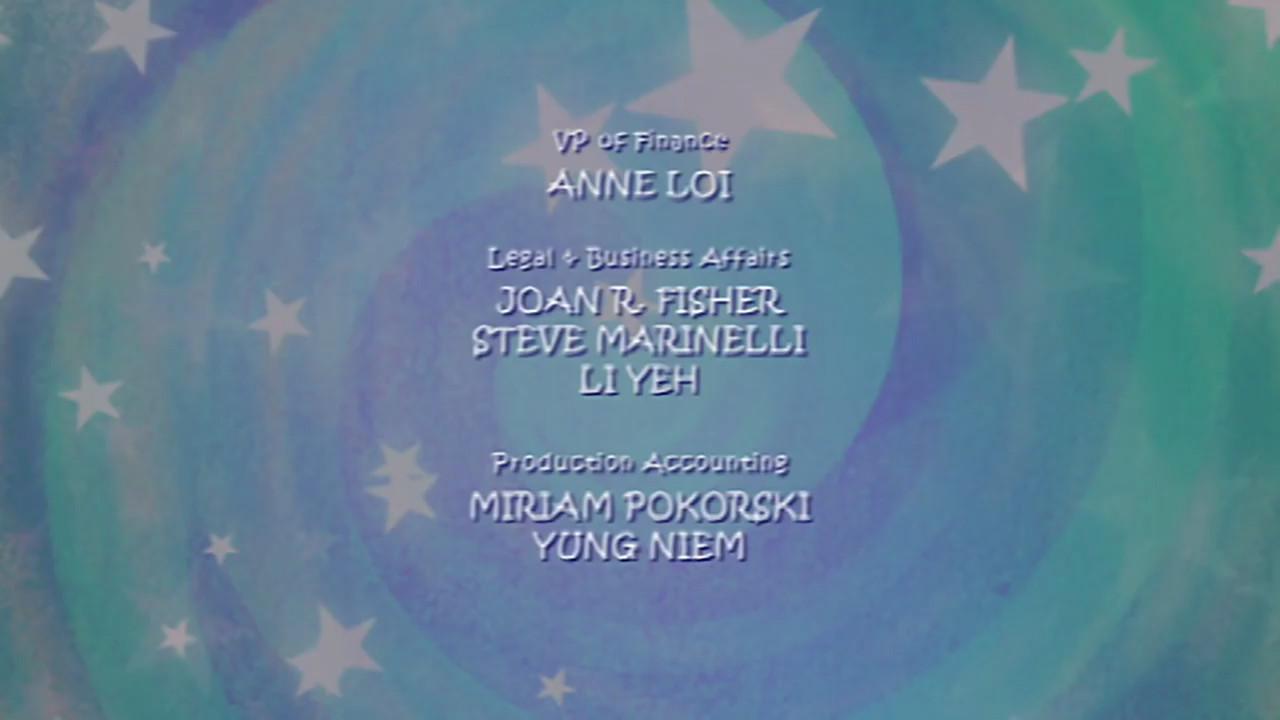 VP of Finance
ANNE LOI
Legal & Business Affairs
JOAN R. FISHER
STEVE MARINELLI
LI YEH
Production Accounting
MIRIAM POKORSKI
YUNG NIEM